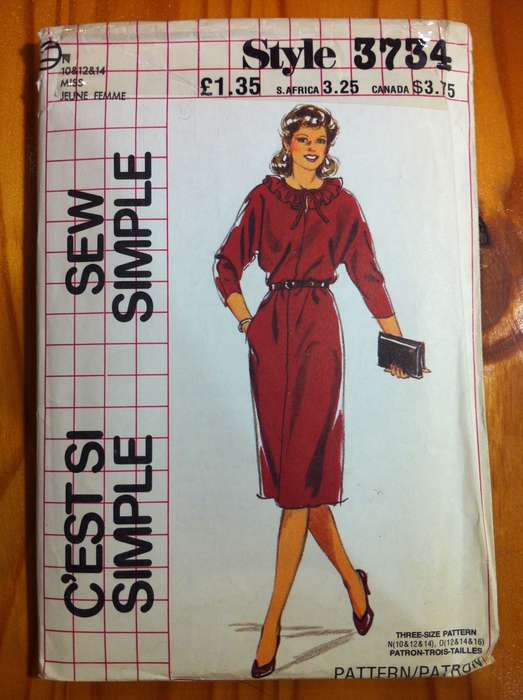 Style 3734
N
10&12&14
MISS
JEUNE FEMME
£1.35 S.AFRICA 3.25 CANADA $3.75
SEW
SIMPLE
C'EST SI
SIMPLE
THREE-SIZE PATTERN
N(10&12&14), O(12&14&16)
PATRON-TROIS-TAILLES
PATTERN/PATRON